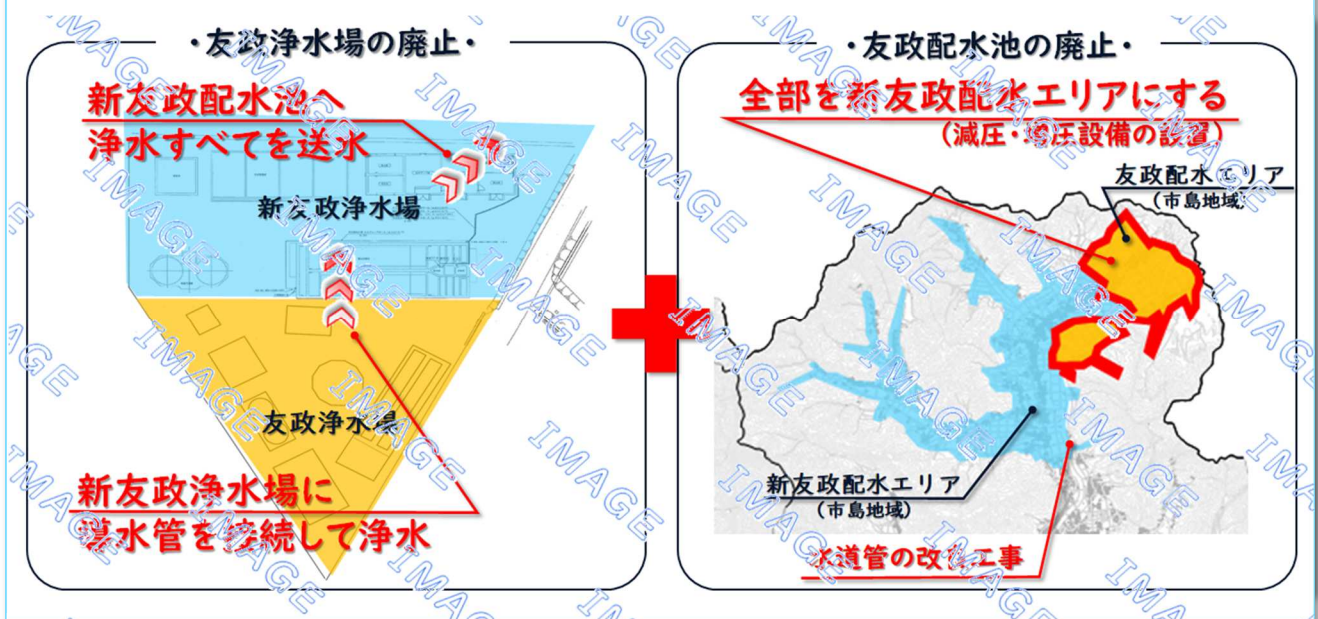 ・友政浄水場の廃止・
新友政配水池へ
浄水すべてを送水
新友政浄水場
友政浄水場
新友政浄水場に
導水管を接続して浄水
・友政配水池の廃止・
全部を新友政配水エリアにする
（減圧・増圧設備の設置）
友政配水エリア
（市島地域）
新友政配水エリア
（市島地域）
水道管の改良工事
IMAGE